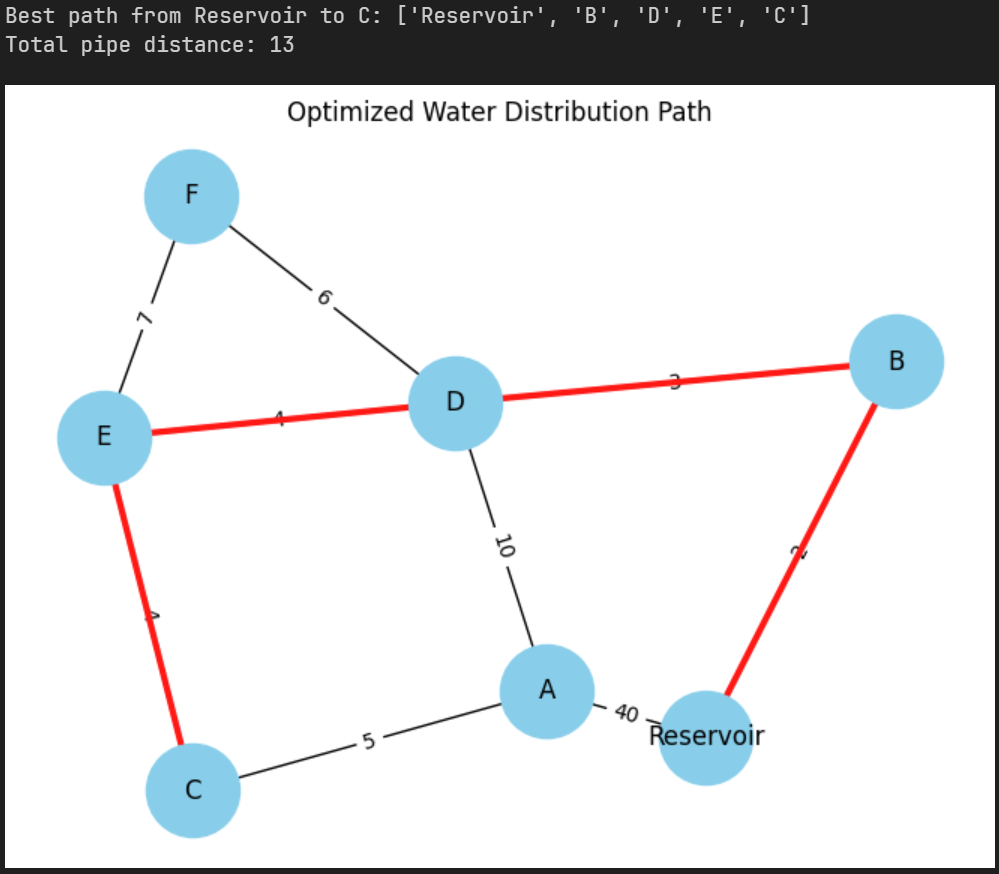 Best path from Reservoir to C: ['Reservoir', 'B', 'D', 'E', 'C']
Total pipe distance: 13
Optimized Water Distribution Path
F
6
7
B
3
D
4
E
10
2
4
A
40
Reservoir
5
C